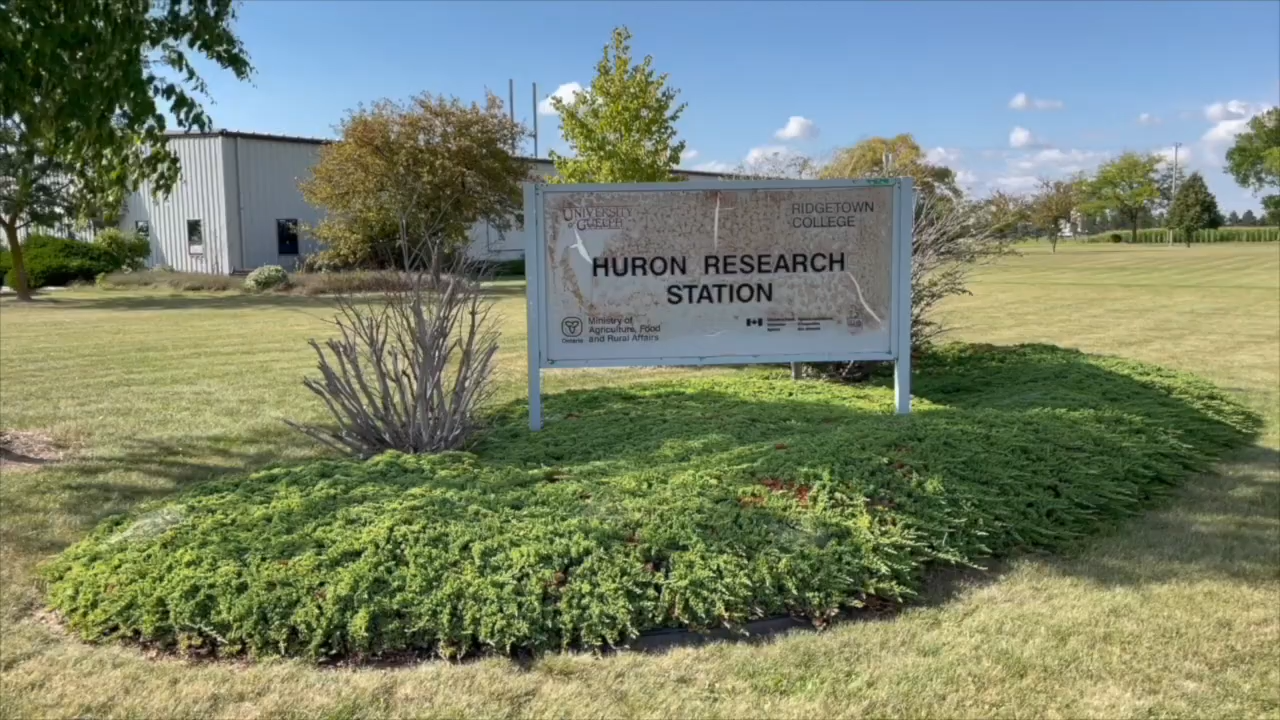 UNIVERSITY
of GUELPH
RIDGETOWN
COLLEGE
HURON RESEARCH
STATION
Ontario
Ministry of
Agriculture, Food
and Rural Affairs